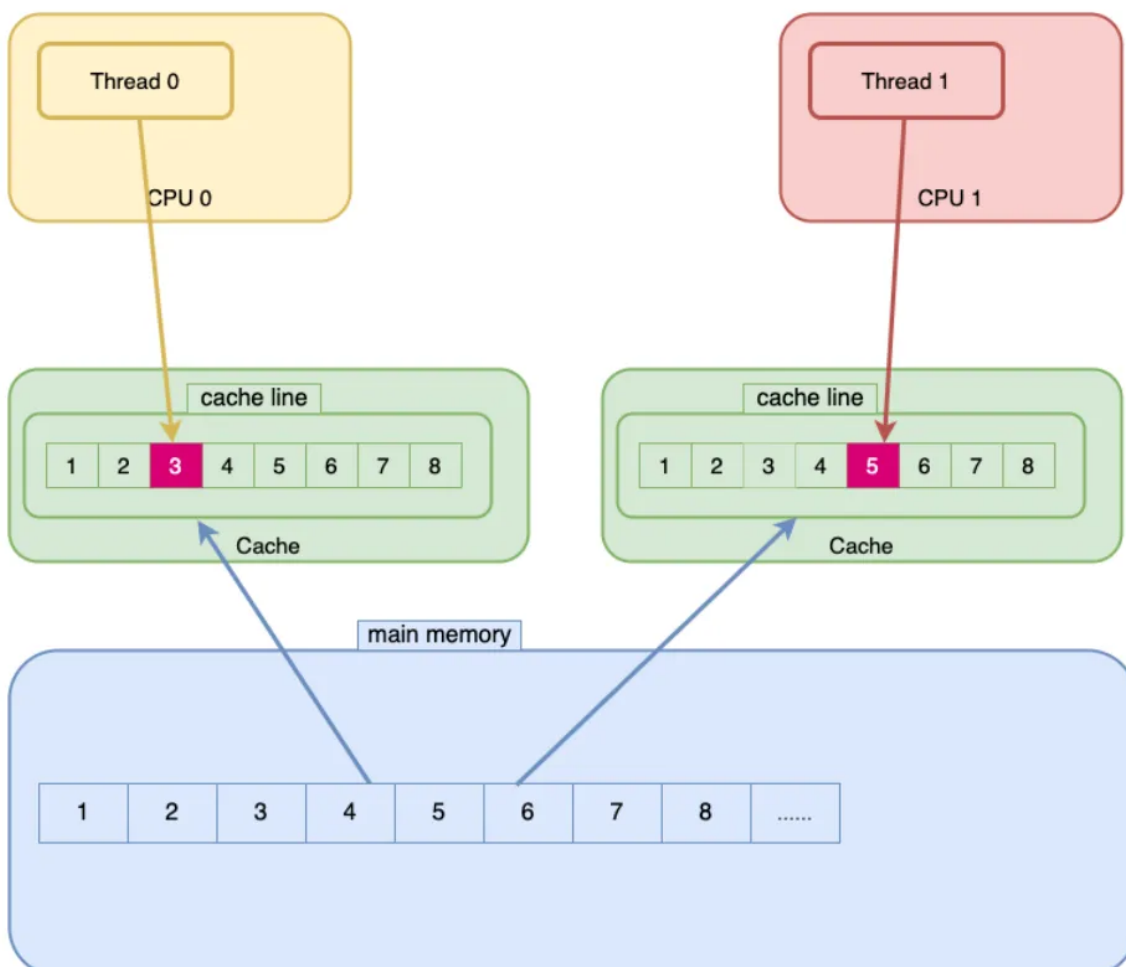 Thread 0
Thread 1
CPU 0
CPU 1
cache line
cache line
1 2 3 4 5 6 7 8
1 2 3 4 5 6 7 8
Cache
Cache
main memory
1 2 3 4 5 6 7 8 ......